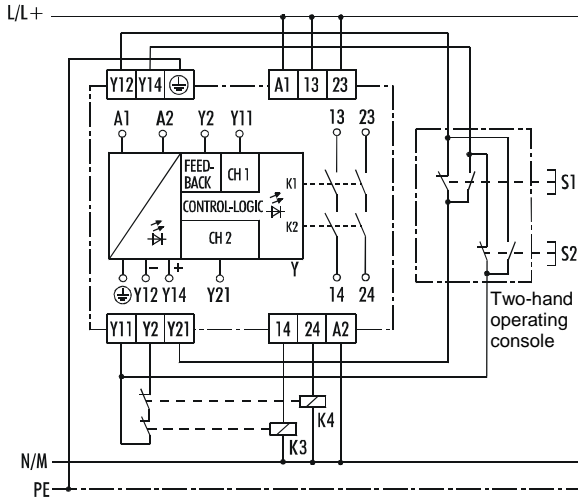 L/L+
Y12 Y14
A1 13 23
A1 A2 Y2 Y11 13 23
FEED-
BACK
CH 1
K1
CONTROL-LOGIC
K2
CH 2
Y
S1
S2
– +
Y12 Y14 Y21 14 24
Two-hand
operating
console
Y11 Y2 Y21
14 24 A2
K4
K3
N/M
PE